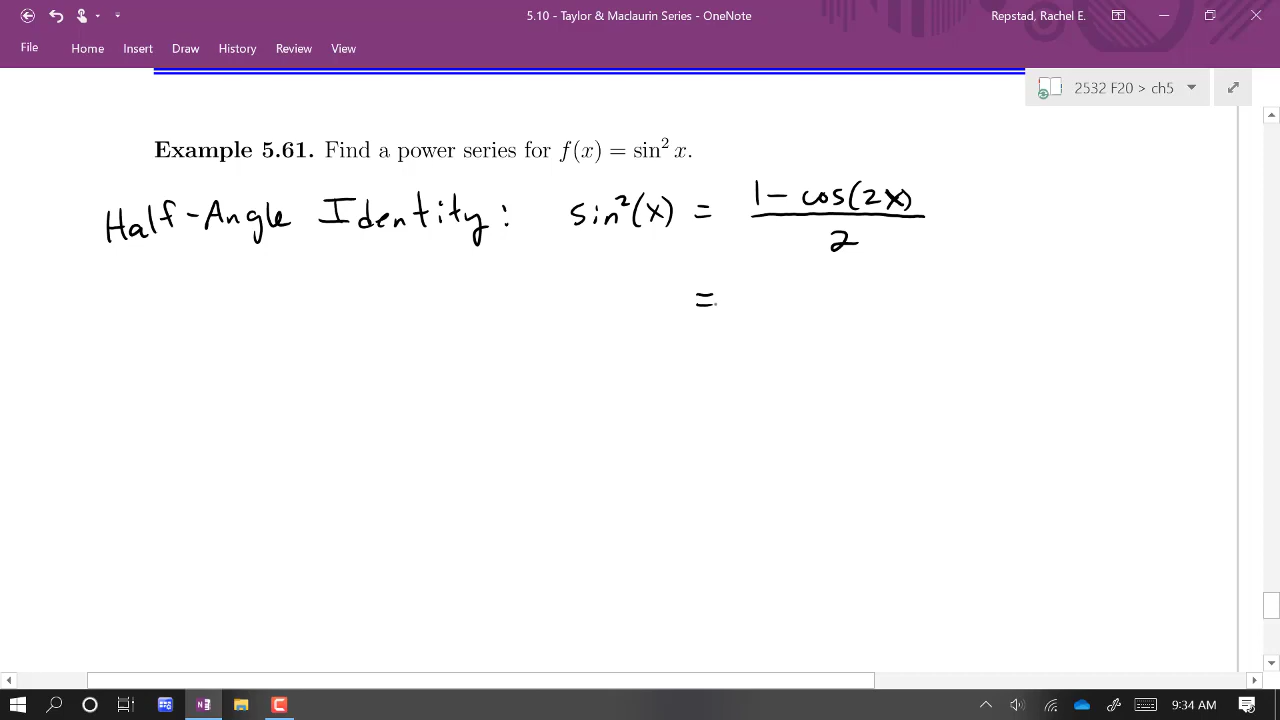 5.10 - Taylor & Maclaurin Series - OneNote
Repstad, Rachel E.
File Home Insert Draw History Review View
2532 F20 > ch5
Example 5.61. Find a power series for f(x) = sin² x.
Half-Angle Identity: sin²(x) = (1 - cos(2x))/2
=
9:34 AM